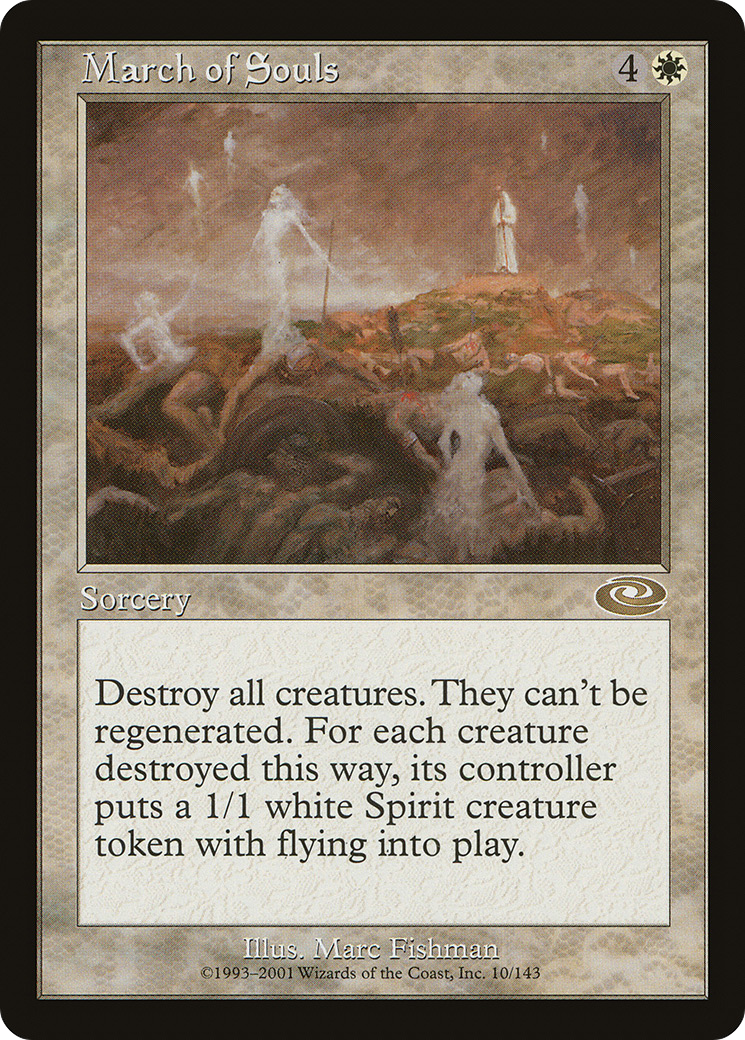 March of Souls 4
Sorcery
Destroy all creatures. They can't be
regenerated. For each creature
destroyed this way, its controller
puts a 1/1 white Spirit creature
token with flying into play.
Illus. Marc Fishman
©1993–2001 Wizards of the Coast, Inc. 10/143